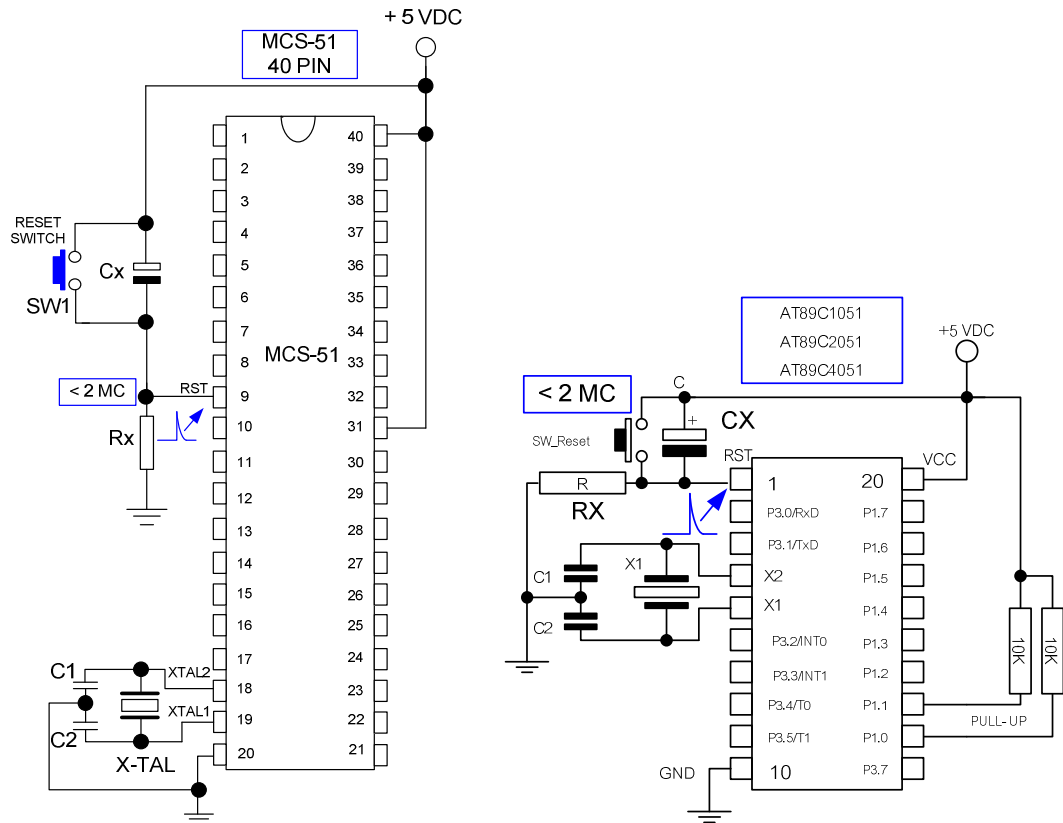 + 5 VDC
MCS-51
40 PIN
1
2
3
4
5
6
7
8
9
10
11
12
13
14
15
16
17
18
19
20
40
39
38
37
36
35
34
33
32
31
30
29
28
27
26
25
24
23
22
21
MCS-51
RESET
SWITCH
SW1
Cx
< 2 MC
RST
Rx
C1
C2
XTAL2
XTAL1
X-TAL
AT89C1051
AT89C2051
AT89C4051
+5 VDC
< 2 MC
C
+
CX
SW_Reset
RST
VCC
R
RX
1
P3.0/RxD
P3.1/TxD
X2
X1
P3.2/INT0
P3.3/INT1
P3.4/T0
P3.5/T1
10
20
P1.7
P1.6
P1.5
P1.4
P1.3
P1.2
P1.1
P1.0
P3.7
C1
C2
X1
10K
10K
PULL-UP
GND